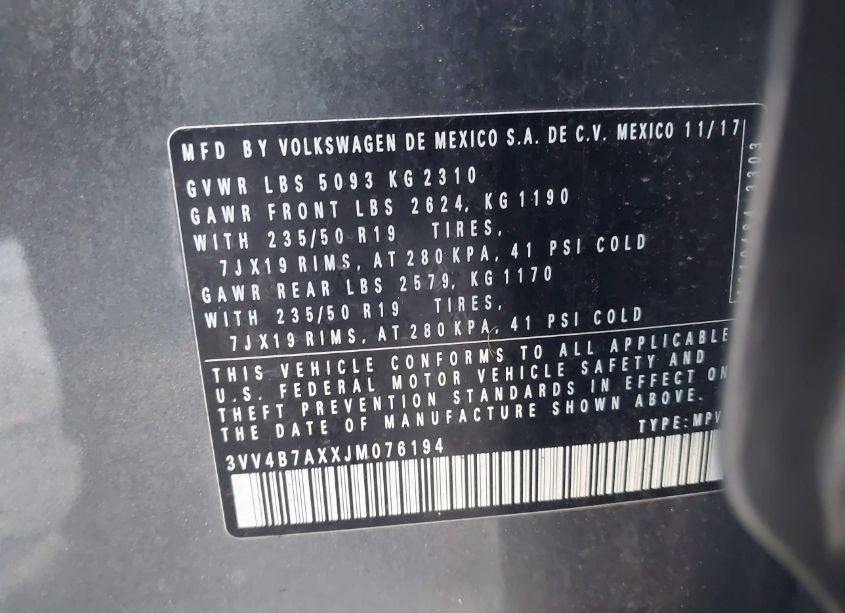 MFD BY VOLKSWAGEN DE MEXICO S.A. DE C.V. MEXICO 11/17
GVWR LBS 5093 KG 2310
GAWR FRONT LBS 2624, KG 1190
WITH 235/50 R19 TIRES,
7JX19 RIMS, AT 280 KPA, 41 PSI COLD
GAWR REAR LBS 2579, KG 1170
WITH 235/50 R19 TIRES,
7JX19 RIMS, AT 280 KPA, 41 PSI COLD
THIS VEHICLE CONFORMS TO ALL APPLICABLE
U.S. FEDERAL MOTOR VEHICLE SAFETY AND
THEFT PREVENTION STANDARDS IN EFFECT ON
THE DATE OF MANUFACTURE SHOWN ABOVE.
TYPE:MPV
3VV4B7AXXJM076194
3303